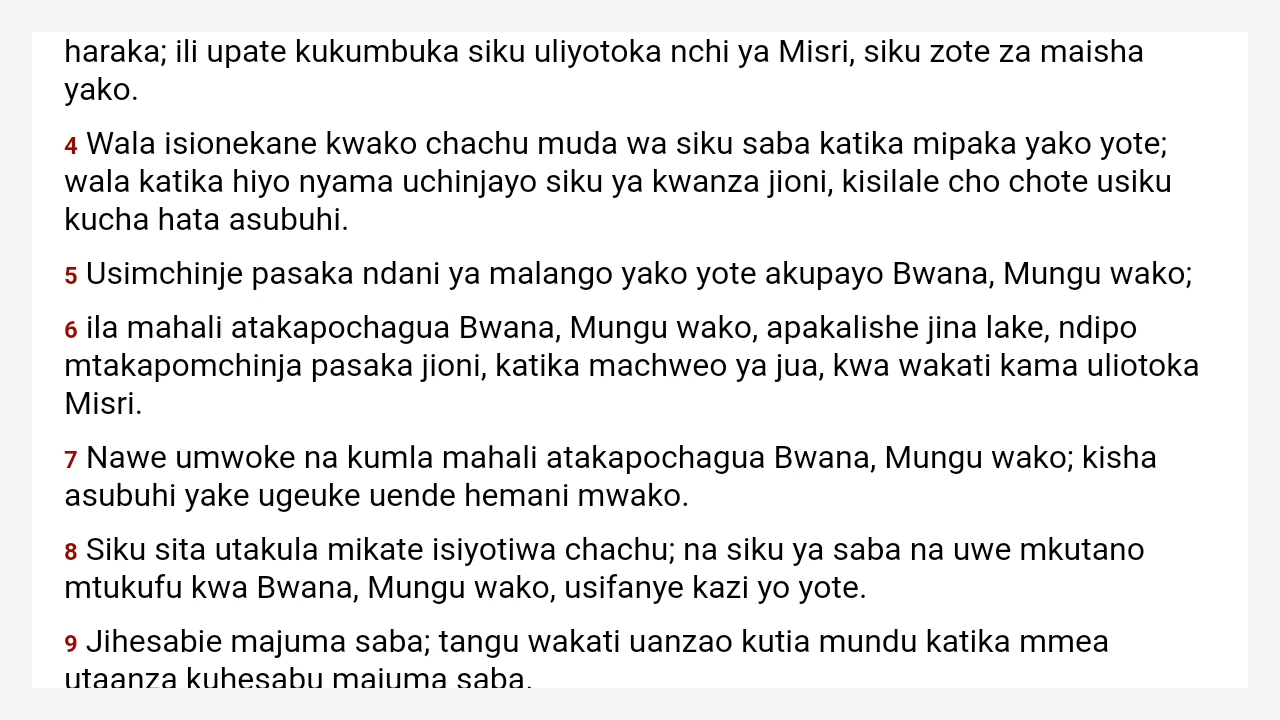 haraka; ili upate kukumbuka siku uliyotoka nchi ya Misri, siku zote za maisha
yako.
4 Wala isionekane kwako chachu muda wa siku saba katika mipaka yako yote;
wala katika hiyo nyama uchinjayo siku ya kwanza jioni, kisilale cho chote usiku
kucha hata asubuhi.
5 Usimchinje pasaka ndani ya malango yako yote akupayo Bwana, Mungu wako;
6 ila mahali atakapochagua Bwana, Mungu wako, apakalishe jina lake, ndipo
mtakapomchinja pasaka jioni, katika machweo ya jua, kwa wakati kama uliotoka
Misri.
7 Nawe umwoke na kumla mahali atakapochagua Bwana, Mungu wako; kisha
asubuhi yake ugeuke uende hemani mwako.
8 Siku sita utakula mikate isiyotiwa chachu; na siku ya saba na uwe mkutano
mtukufu kwa Bwana, Mungu wako, usifanye kazi yo yote.
9 Jihesabie majuma saba; tangu wakati uanzao kutia mundu katika mmea
utaanza kuhesabu majuma saba.